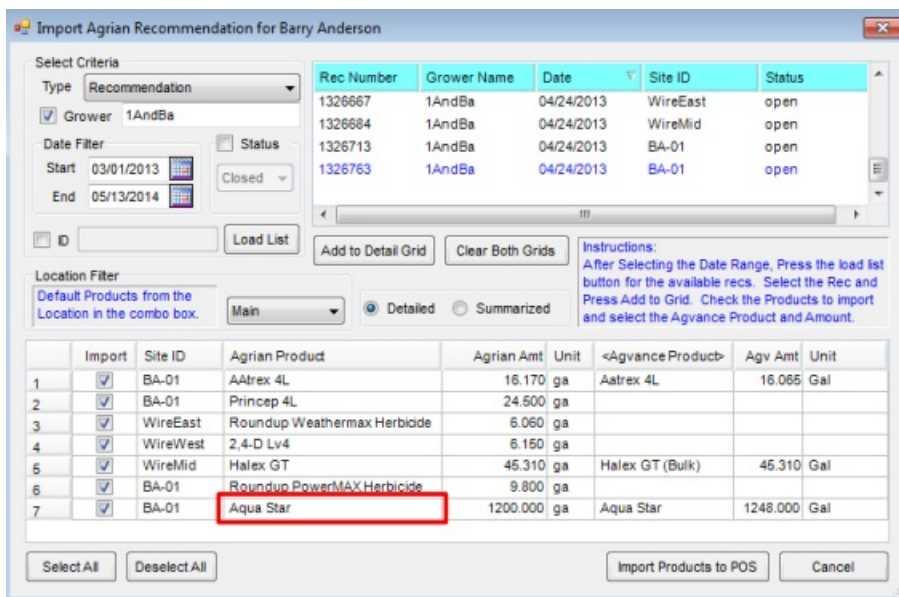 Import Agrian Recommendation for Barry Anderson
Select Criteria
Type Recommendation
Grower 1AndBa
Date Filter
Status
Start 03/01/2013
Closed
End 05/13/2014
ID
Load List
Rec Number Grower Name Date Site ID Status
1326667 1AndBa 04/24/2013 WireEast open
1326684 1AndBa 04/24/2013 WireMid open
1326713 1AndBa 04/24/2013 BA-01 open
1326763 1AndBa 04/24/2013 BA-01 open
Add to Detail Grid Clear Both Grids
Instructions:
After Selecting the Date Range, Press the load list
button for the available recs. Select the Rec and
Press Add to Grid. Check the Products to import
and select the Agvance Product and Amount.
Location Filter
Default Products from the
Location in the combo box.
Main
Detailed Summarized
Import Site ID Agrian Product Agrian Amt Unit <Agvance Product> Agv Amt Unit
1 BA-01 AAtrex 4L 16.170 ga Aatrex 4L 16.065 Gal
2 BA-01 Princep 4L 24.500 ga
3 WireEast Roundup Weathermax Herbicide 6.060 ga
4 WireWest 2,4-D Lv4 6.150 ga
5 WireMid Halex GT 45.310 ga Halex GT (Bulk) 45.310 Gal
6 BA-01 Roundup PowerMAX Herbicide 9.800 ga
7 BA-01 Aqua Star 1200.000 ga Aqua Star 1248.000 Gal
Select All Deselect All Import Products to POS Cancel